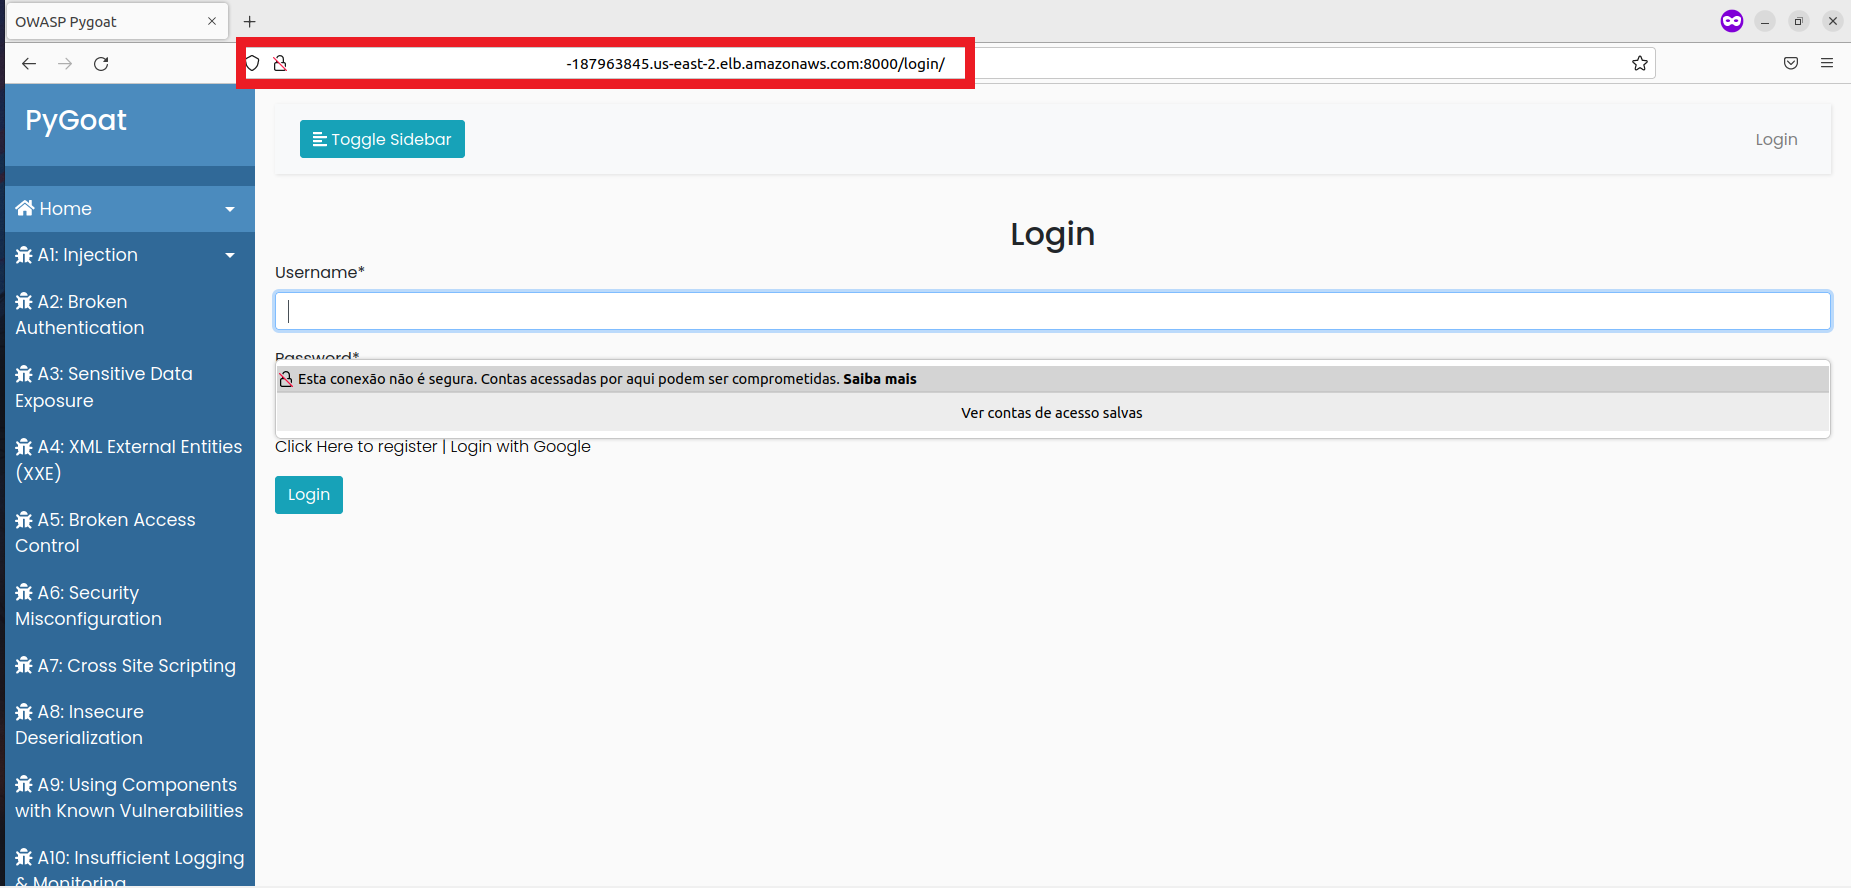 OWASP Pygoat
-187963845.us-east-2.elb.amazonaws.com:8000/login/
PyGoat
Toggle Sidebar
Login
Home
A1: Injection
A2: Broken
Authentication
A3: Sensitive Data
Exposure
A4: XML External Entities
(XXE)
A5: Broken Access
Control
A6: Security
Misconfiguration
A7: Cross Site Scripting
A8: Insecure
Deserialization
A9: Using Components
with Known Vulnerabilities
A10: Insufficient Logging
& Monitoring
Login
Username*
Password*
Esta conexão não é segura. Contas acessadas por aqui podem ser comprometidas. Saiba mais
Ver contas de acesso salvas
Click Here to register | Login with Google
Login